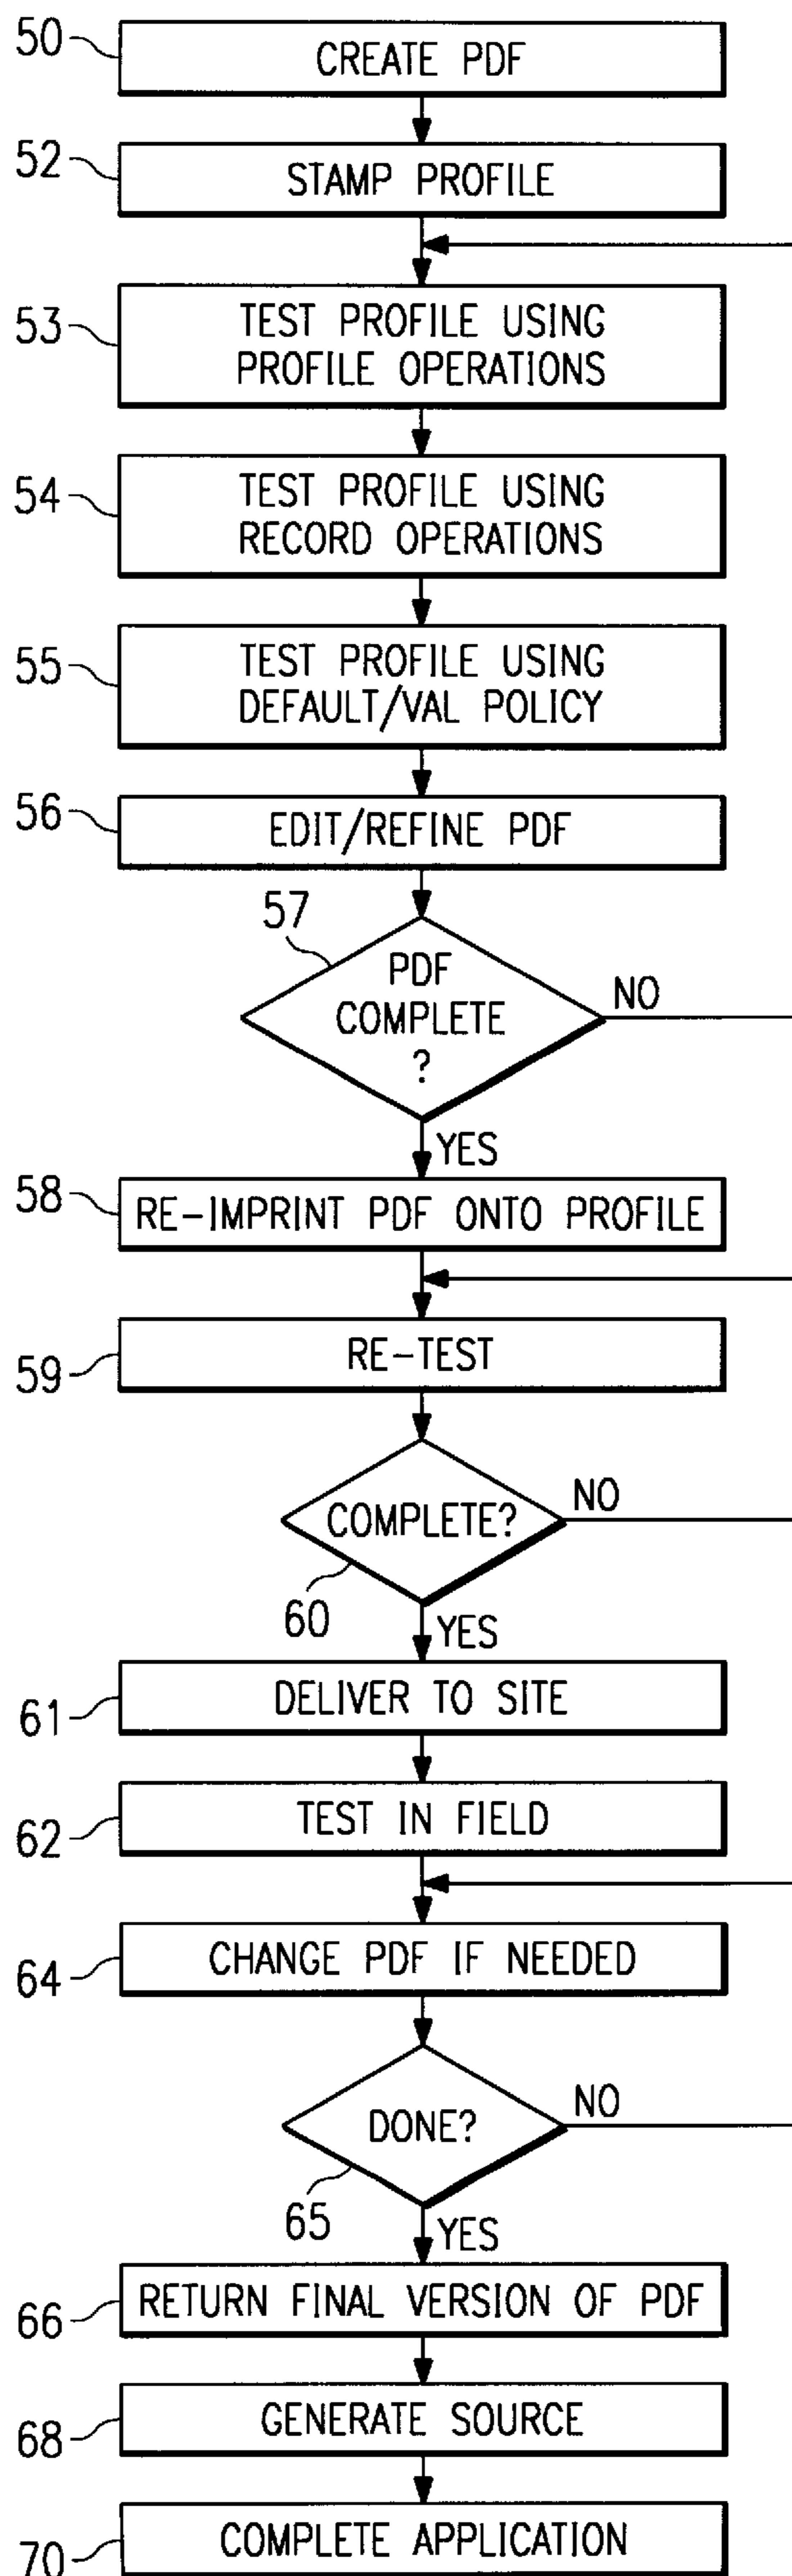 50
CREATE PDF
52
STAMP PROFILE
53
TEST PROFILE USING
PROFILE OPERATIONS
54
TEST PROFILE USING
RECORD OPERATIONS
55
TEST PROFILE USING
DEFAULT/VAL POLICY
56
EDIT/REFINE PDF
57
PDF
COMPLETE
?
NO
YES
58
RE-IMPRINT PDF ONTO PROFILE
59
RE-TEST
COMPLETE?
NO
60
YES
61
DELIVER TO SITE
62
TEST IN FIELD
64
CHANGE PDF IF NEEDED
DONE?
NO
65
YES
66
RETURN FINAL VERSION OF PDF
68
GENERATE SOURCE
70
COMPLETE APPLICATION